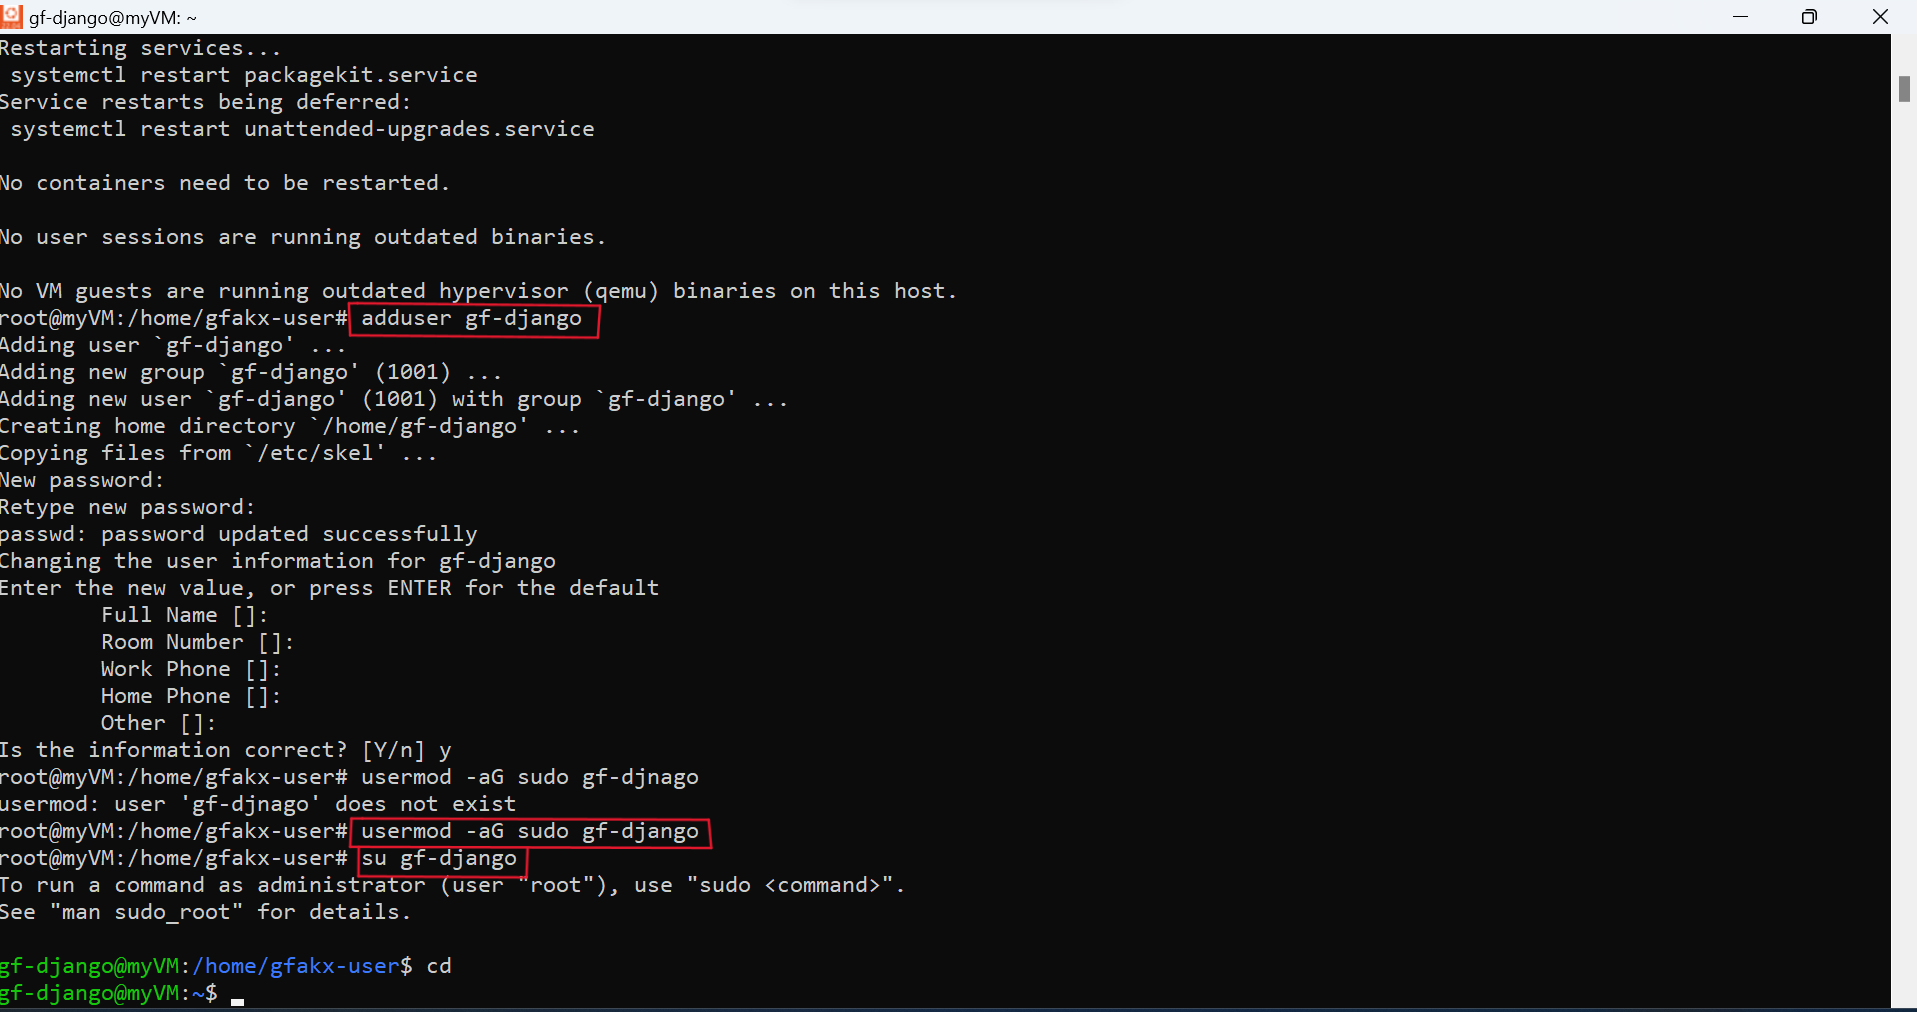 gf-django@myVM: ~
Restarting services...
 systemctl restart packagekit.service
Service restarts being deferred:
 systemctl restart unattended-upgrades.service
No containers need to be restarted.
No user sessions are running outdated binaries.
No VM guests are running outdated hypervisor (qemu) binaries on this host.
root@myVM:/home/gfakx-user# adduser gf-django
Adding user `gf-django' ...
Adding new group `gf-django' (1001) ...
Adding new user `gf-django' (1001) with group `gf-django' ...
Creating home directory `/home/gf-django' ...
Copying files from `/etc/skel' ...
New password:
Retype new password:
passwd: password updated successfully
Changing the user information for gf-django
Enter the new value, or press ENTER for the default
        Full Name []:
        Room Number []:
        Work Phone []:
        Home Phone []:
        Other []:
Is the information correct? [Y/n] y
root@myVM:/home/gfakx-user# usermod -aG sudo gf-djnago
usermod: user 'gf-djnago' does not exist
root@myVM:/home/gfakx-user# usermod -aG sudo gf-django
root@myVM:/home/gfakx-user# su gf-django
To run a command as administrator (user "root"), use "sudo <command>".
See "man sudo_root" for details.
gf-django@myVM:/home/gfakx-user$ cd
gf-django@myVM:~$